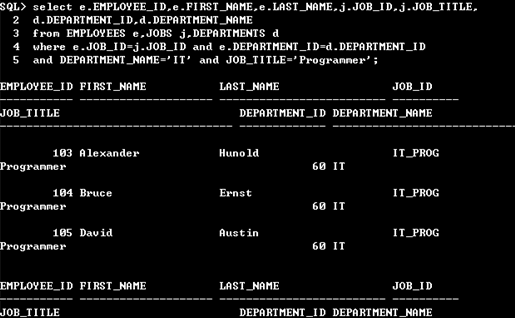 SQL> select e.EMPLOYEE_ID,e.FIRST_NAME,e.LAST_NAME,j.JOB_ID,j.JOB_TITLE,
  2  d.DEPARTMENT_ID,d.DEPARTMENT_NAME
  3  from EMPLOYEES e,JOBS j,DEPARTMENTS d
  4  where e.JOB_ID=j.JOB_ID and e.DEPARTMENT_ID=d.DEPARTMENT_ID
  5  and DEPARTMENT_NAME='IT' and JOB_TITLE='Programmer';
EMPLOYEE_ID FIRST_NAME           LAST_NAME                 JOB_ID
----------- -------------------- ------------------------- ----------
JOB_TITLE                           DEPARTMENT_ID DEPARTMENT_NAME
----------------------------------- ------------- ------------------------------
        103 Alexander            Hunold                    IT_PROG
Programmer                                     60 IT
        104 Bruce                Ernst                     IT_PROG
Programmer                                     60 IT
        105 David                Austin                    IT_PROG
Programmer                                     60 IT
EMPLOYEE_ID FIRST_NAME           LAST_NAME                 JOB_ID
----------- -------------------- ------------------------- ----------
JOB_TITLE                           DEPARTMENT_ID DEPARTMENT_NAME